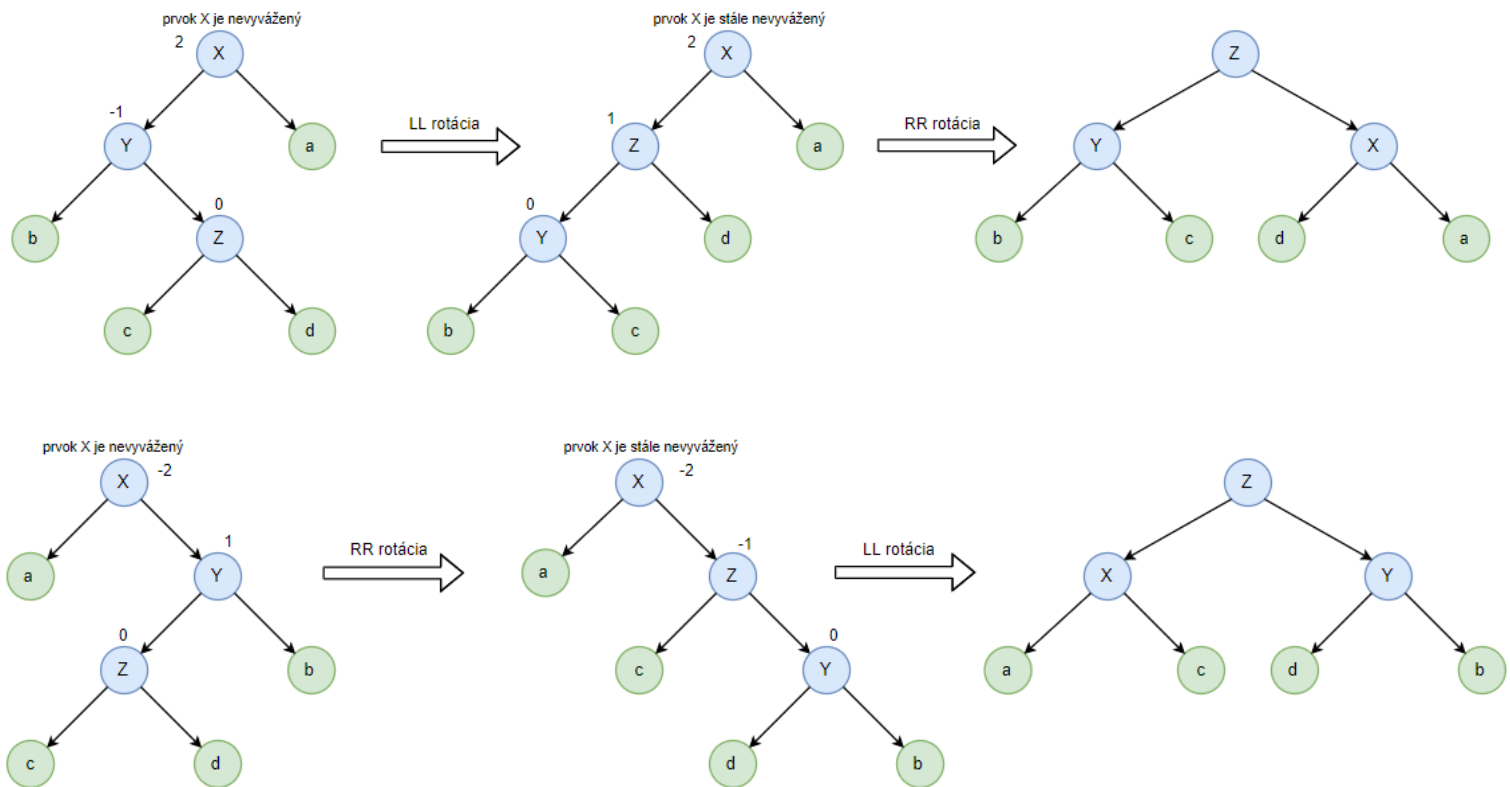 prvok X je nevyvážený
prvok X je stále nevyvážený
2 X
2 X
Z
-1
LL rotácia
1
RR rotácia
Y
a
Z
a
Y
X
0
0
b
Z
Y
d
b
c
d
a
c
d
b
c
prvok X je nevyvážený
prvok X je stále nevyvážený
X -2
X -2
Z
1
RR rotácia
-1
LL rotácia
a
Y
a
Z
X
Y
0
0
Z
b
c
Y
a
c
d
b
c
d
d
b